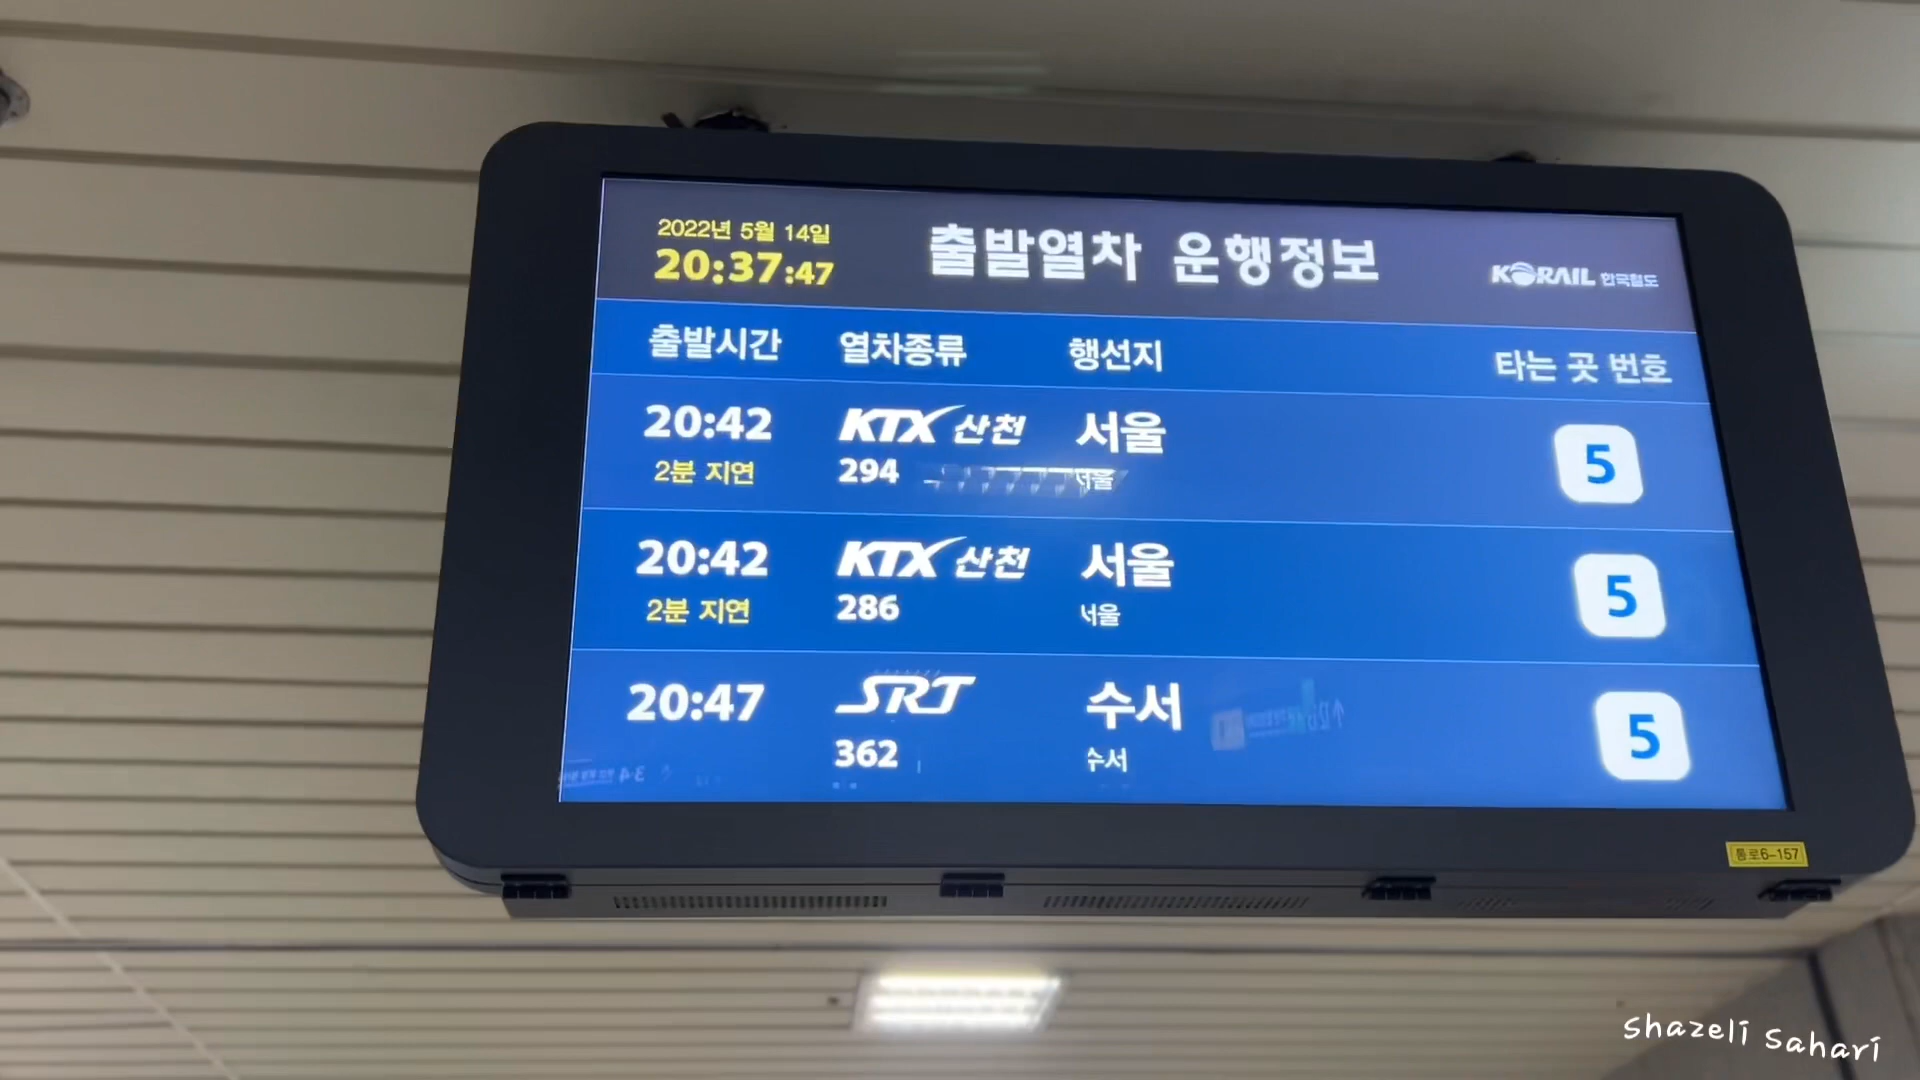 2022년 5월 14일
20:37:47
출발열차 운행정보
KORAIL 한국철도
출발시간 열차종류 행선지 타는 곳 번호
20:42 KTX 산천 서울 5
2분 지연 294 서울
20:42 KTX 산천 서울 5
2분 지연 286 서울
20:47 SRT 수서 5
362 수서
통로6-157
Shazeli Sahari